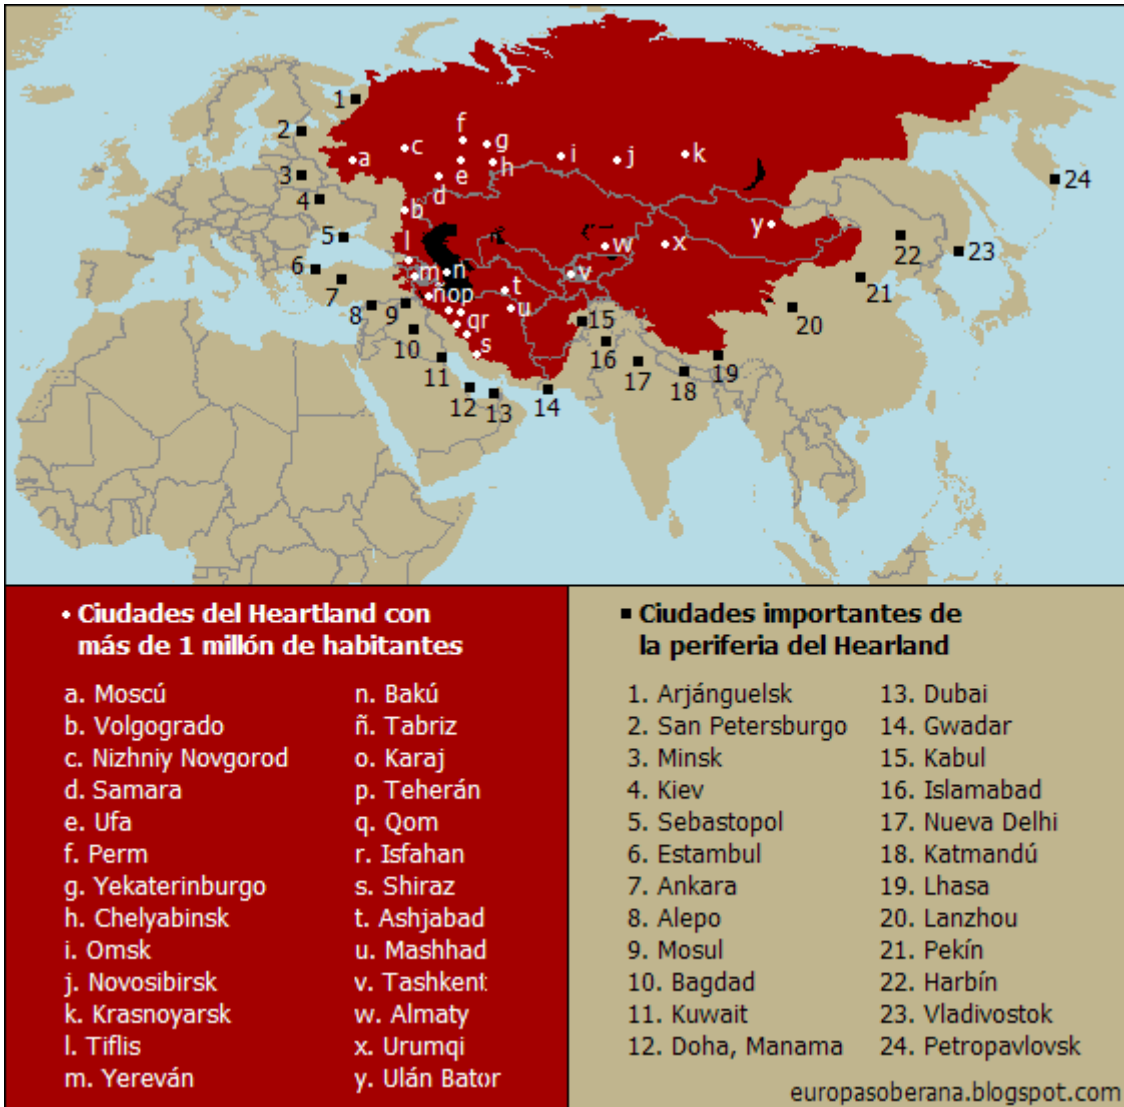 1
2
3
4
5
6
7
8
9
10
11
12
13
14
15
16
17
18
19
20
21
22
23
24
a
b
c
d
e
f
g
h
i
j
k
l
m
n
ñop
qr
s
t
u
v
w
x
y
• Ciudades del Heartland con
más de 1 millón de habitantes
a. Moscú
b. Volgogrado
c. Nizhniy Novgorod
d. Samara
e. Ufa
f. Perm
g. Yekaterinburgo
h. Chelyabinsk
i. Omsk
j. Novosibirsk
k. Krasnoyarsk
l. Tiflis
m. Yereván
n. Bakú
ñ. Tabriz
o. Karaj
p. Teherán
q. Qom
r. Isfahan
s. Shiraz
t. Ashjabad
u. Mashhad
v. Tashkent
w. Almaty
x. Urumqi
y. Ulán Bator
▪ Ciudades importantes de
la periferia del Hearland
1. Arjánguelsk
2. San Petersburgo
3. Minsk
4. Kiev
5. Sebastopol
6. Estambul
7. Ankara
8. Alepo
9. Mosul
10. Bagdad
11. Kuwait
12. Doha, Manama
13. Dubai
14. Gwadar
15. Kabul
16. Islamabad
17. Nueva Delhi
18. Katmandú
19. Lhasa
20. Lanzhou
21. Pekín
22. Harbín
23. Vladivostok
24. Petropavlovsk
europasoberana.blogspot.com